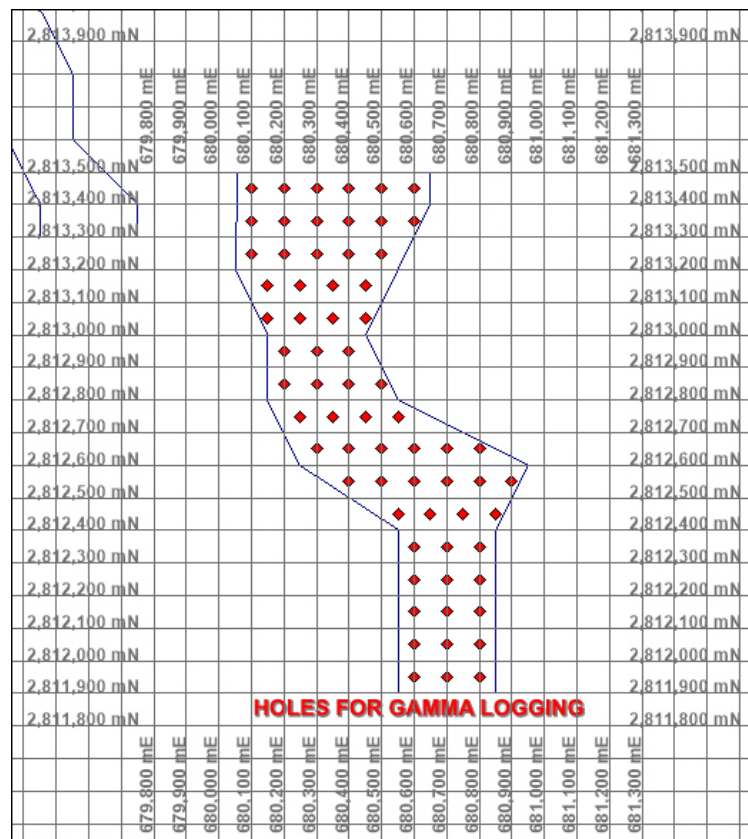 2,813,900 mN 2,813,900 mN
679,800 mE 679,900 mE 680,000 mE 680,100 mE 680,200 mE 680,300 mE 680,400 mE 680,500 mE 680,600 mE 680,700 mE 680,800 mE 680,900 mE 681,000 mE 681,100 mE 681,200 mE 681,300 mE
2,813,500 mN 2,813,500 mN
2,813,400 mN 2,813,400 mN
2,813,300 mN 2,813,300 mN
2,813,200 mN 2,813,200 mN
2,813,100 mN 2,813,100 mN
2,813,000 mN 2,813,000 mN
2,812,900 mN 2,812,900 mN
2,812,800 mN 2,812,800 mN
2,812,700 mN 2,812,700 mN
2,812,600 mN 2,812,600 mN
2,812,500 mN 2,812,500 mN
2,812,400 mN 2,812,400 mN
2,812,300 mN 2,812,300 mN
2,812,200 mN 2,812,200 mN
2,812,100 mN 2,812,100 mN
2,812,000 mN 2,812,000 mN
2,811,900 mN 2,811,900 mN
HOLES FOR GAMMA LOGGING
2,811,800 mN 2,811,800 mN
679,800 mE 679,900 mE 680,000 mE 680,100 mE 680,200 mE 680,300 mE 680,400 mE 680,500 mE 680,600 mE 680,700 mE 680,800 mE 680,900 mE 681,000 mE 681,100 mE 681,200 mE 681,300 mE